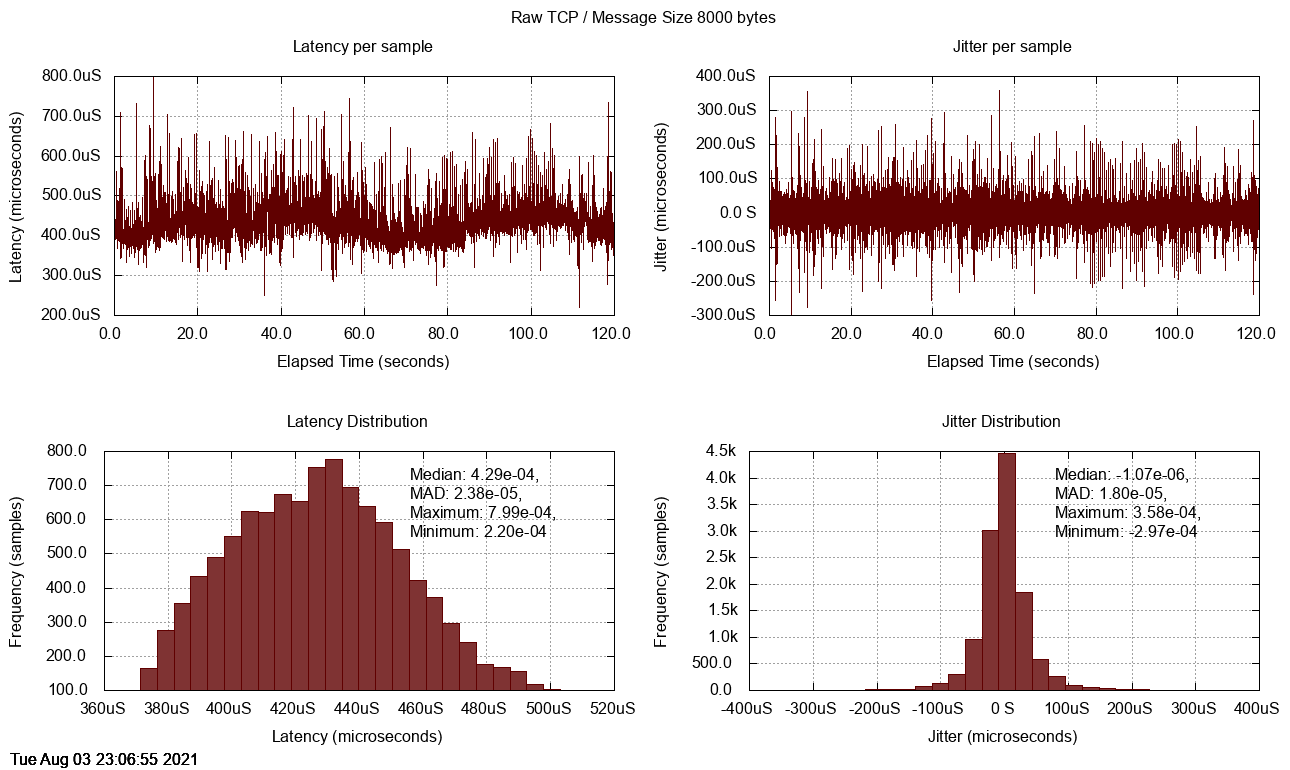 Raw TCP / Message Size 8000 bytes
Latency per sample
800.0uS
700.0uS
600.0uS
500.0uS
400.0uS
300.0uS
200.0uS
Latency (microseconds)
0.0 20.0 40.0 60.0 80.0 100.0 120.0
Elapsed Time (seconds)
Jitter per sample
400.0uS
300.0uS
200.0uS
100.0uS
0.0 S
-100.0uS
-200.0uS
-300.0uS
Jitter (microseconds)
0.0 20.0 40.0 60.0 80.0 100.0 120.0
Elapsed Time (seconds)
Latency Distribution
800.0
700.0
600.0
500.0
400.0
300.0
200.0
100.0
Frequency (samples)
Median: 4.29e-04,
MAD: 2.38e-05,
Maximum: 7.99e-04,
Minimum: 2.20e-04
360uS 380uS 400uS 420uS 440uS 460uS 480uS 500uS 520uS
Latency (microseconds)
Jitter Distribution
4.5k
4.0k
3.5k
3.0k
2.5k
2.0k
1.5k
1.0k
500.0
0.0
Frequency (samples)
Median: -1.07e-06,
MAD: 1.80e-05,
Maximum: 3.58e-04,
Minimum: -2.97e-04
-400uS -300uS -200uS -100uS 0 S 100uS 200uS 300uS 400uS
Jitter (microseconds)
Tue Aug 03 23:06:55 2021